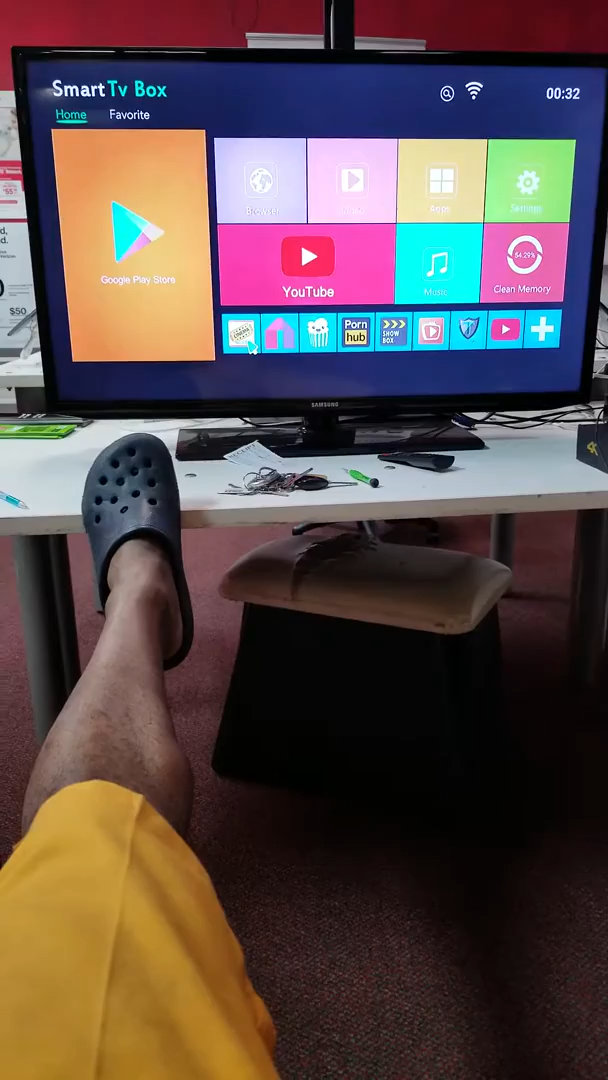 Smart Tv Box
00:32
Home Favorite
Browser
Apps
Settings
Google Play Store
YouTube
Music
54.29%
Clean Memory
Porn
hub
SHOW
BOX
SAMSUNG
$50